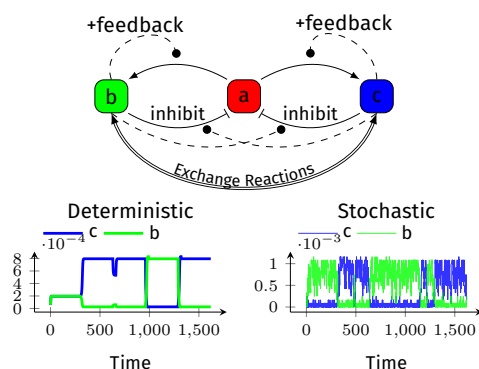 +feedback +feedback
b a c
inhibit inhibit
Exchange Reactions
Deterministic Stochastic
c b c b
·10⁻⁴ ·10⁻³
8
6
4
2
0
1
0.5
0
0 500 1,000 1,500 0 500 1,000 1,500
Time Time